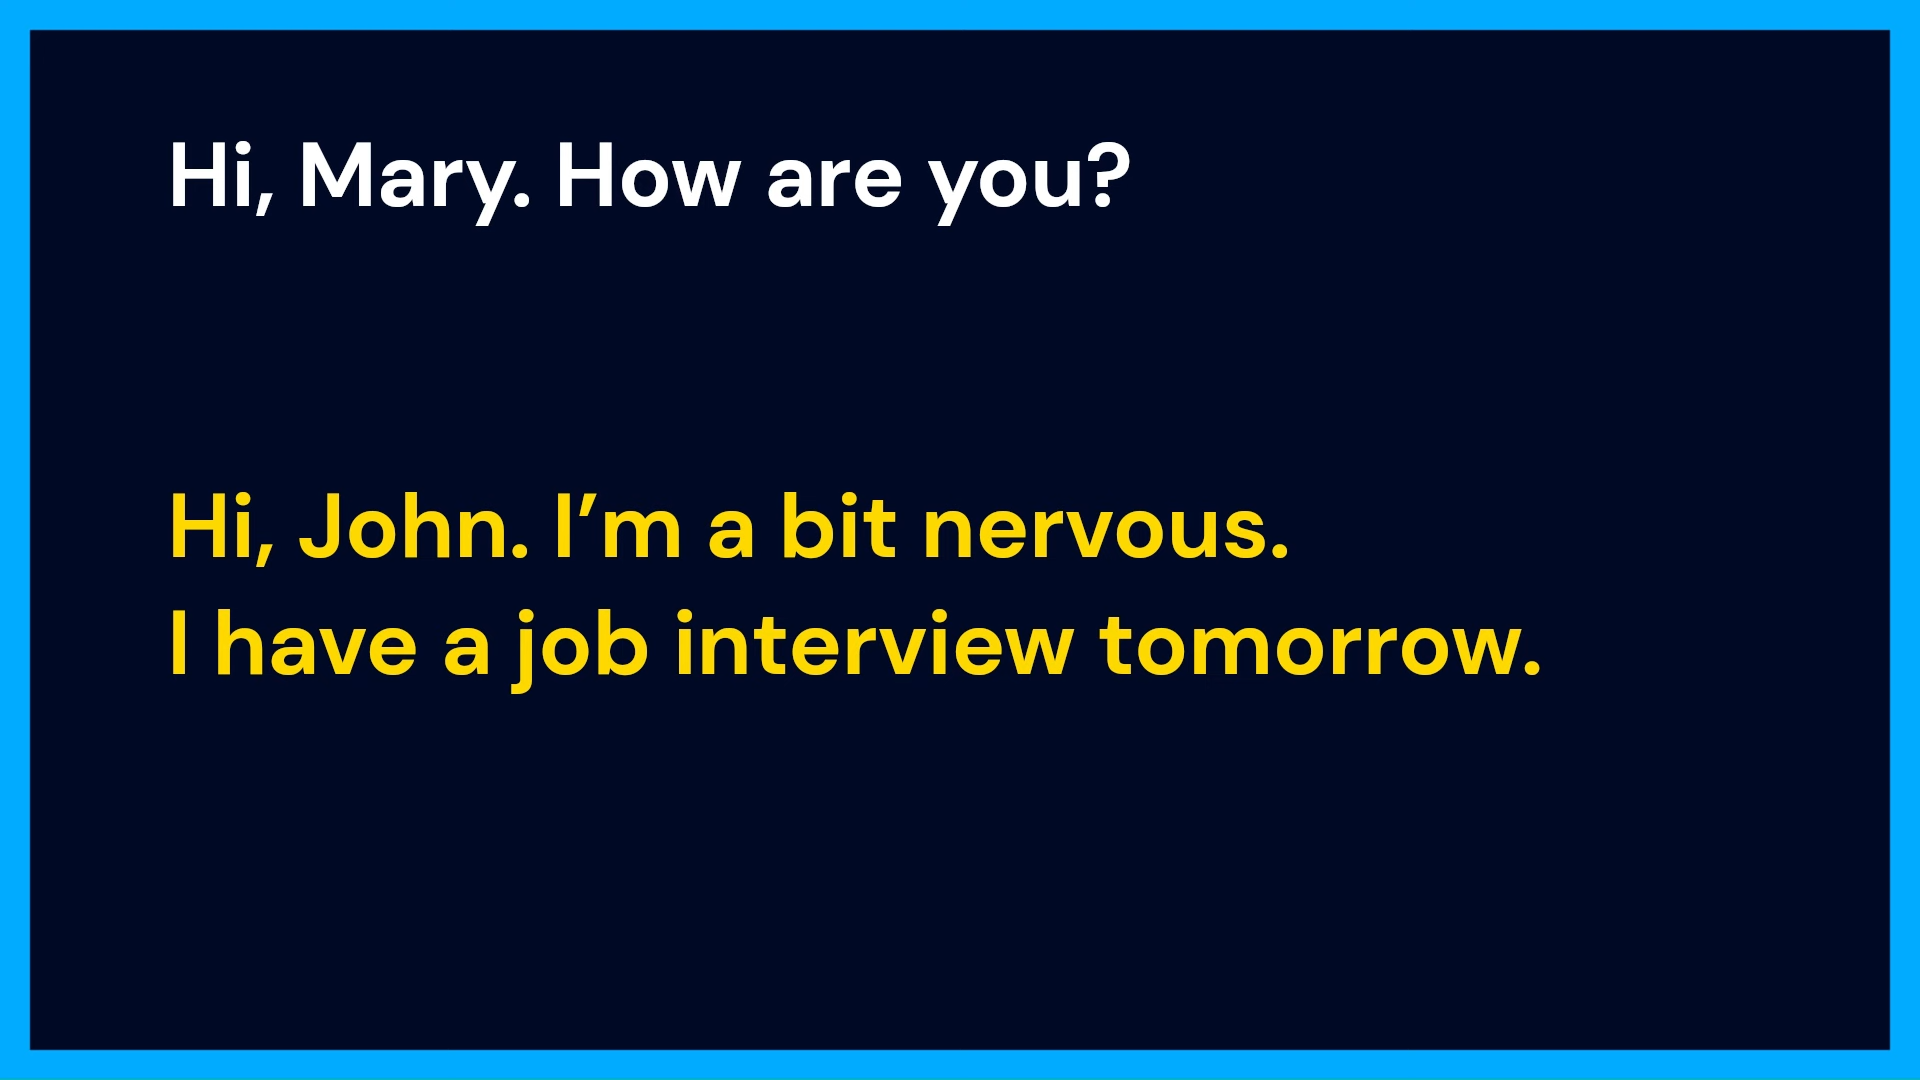 Hi, Mary. How are you?
Hi, John. I’m a bit nervous.
I have a job interview tomorrow.